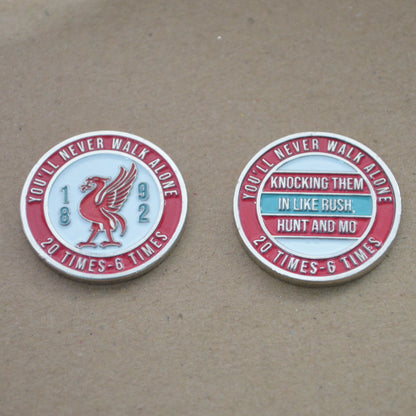 YOU'LL NEVER WALK ALONE
18 92
20 TIMES-6 TIMES
YOU'LL NEVER WALK ALONE
KNOCKING THEM
IN LIKE RUSH,
HUNT AND MO
20 TIMES-6 TIMES